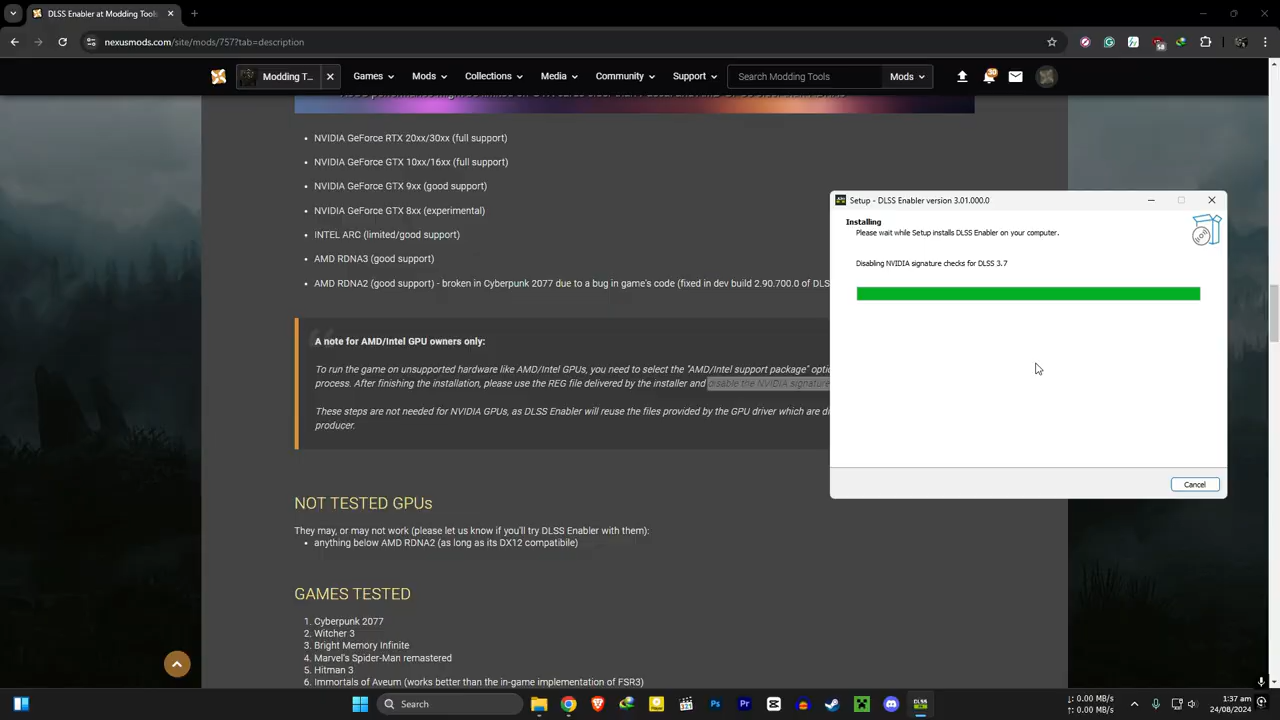 DLSS Enabler at Modding Tools
nexusmods.com/site/mods/757?tab=description
58
Modding T...
Games
Mods
Collections
Media
Community
Support
Search Modding Tools
Mods
30
NVIDIA GeForce RTX 20xx/30xx (full support)
NVIDIA GeForce GTX 10xx/16xx (full support)
NVIDIA GeForce GTX 9xx (good support)
NVIDIA GeForce GTX 8xx (experimental)
INTEL ARC (limited/good support)
AMD RDNA3 (good support)
AMD RDNA2 (good support) - broken in Cyberpunk 2077 due to a bug in game's code (fixed in dev build 2.90.700.0 of DLS
A note for AMD/Intel GPU owners only:
To run the game on unsupported hardware like AMD/Intel GPUs, you need to select the "AMD/Intel support package" optio
process. After finishing the installation, please use the REG file delivered by the installer and disable the NVIDIA signature
These steps are not needed for NVIDIA GPUs, as DLSS Enabler will reuse the files provided by the GPU driver which are di
producer.
NOT TESTED GPUs
They may, or may not work (please let us know if you'll try DLSS Enabler with them):
anything below AMD RDNA2 (as long as its DX12 compatibile)
GAMES TESTED
1. Cyberpunk 2077
2. Witcher 3
3. Bright Memory Infinite
4. Marvel's Spider-Man remastered
5. Hitman 3
6. Immortals of Aveum (works better than the in-game implementation of FSR3)
Setup - DLSS Enabler version 3.01.000.0
Installing
Please wait while Setup installs DLSS Enabler on your computer.
Disabling NVIDIA signature checks for DLSS 3.7
Cancel
Search
Ps
Pr
DLSS
↓: 0.00 MB/s
↑: 0.00 MB/s
1:37 am
24/08/2024